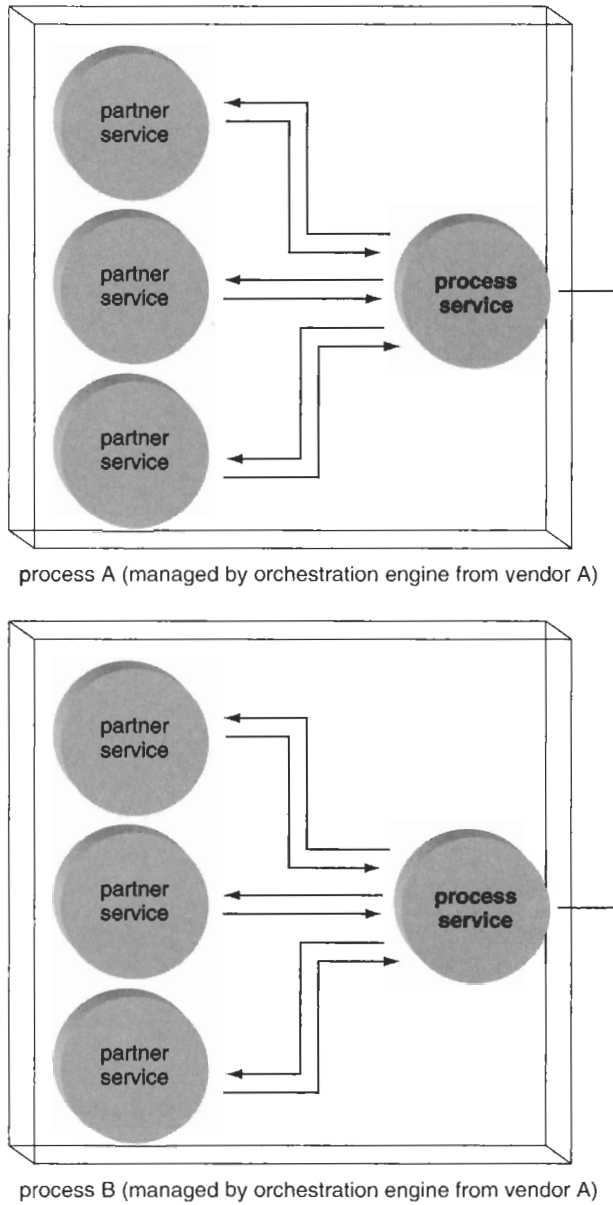 partner
service
partner
service
process
service
partner
service
process A (managed by orchestration engine from vendor A)
partner
service
partner
service
process
service
partner
service
process B (managed by orchestration engine from vendor A)